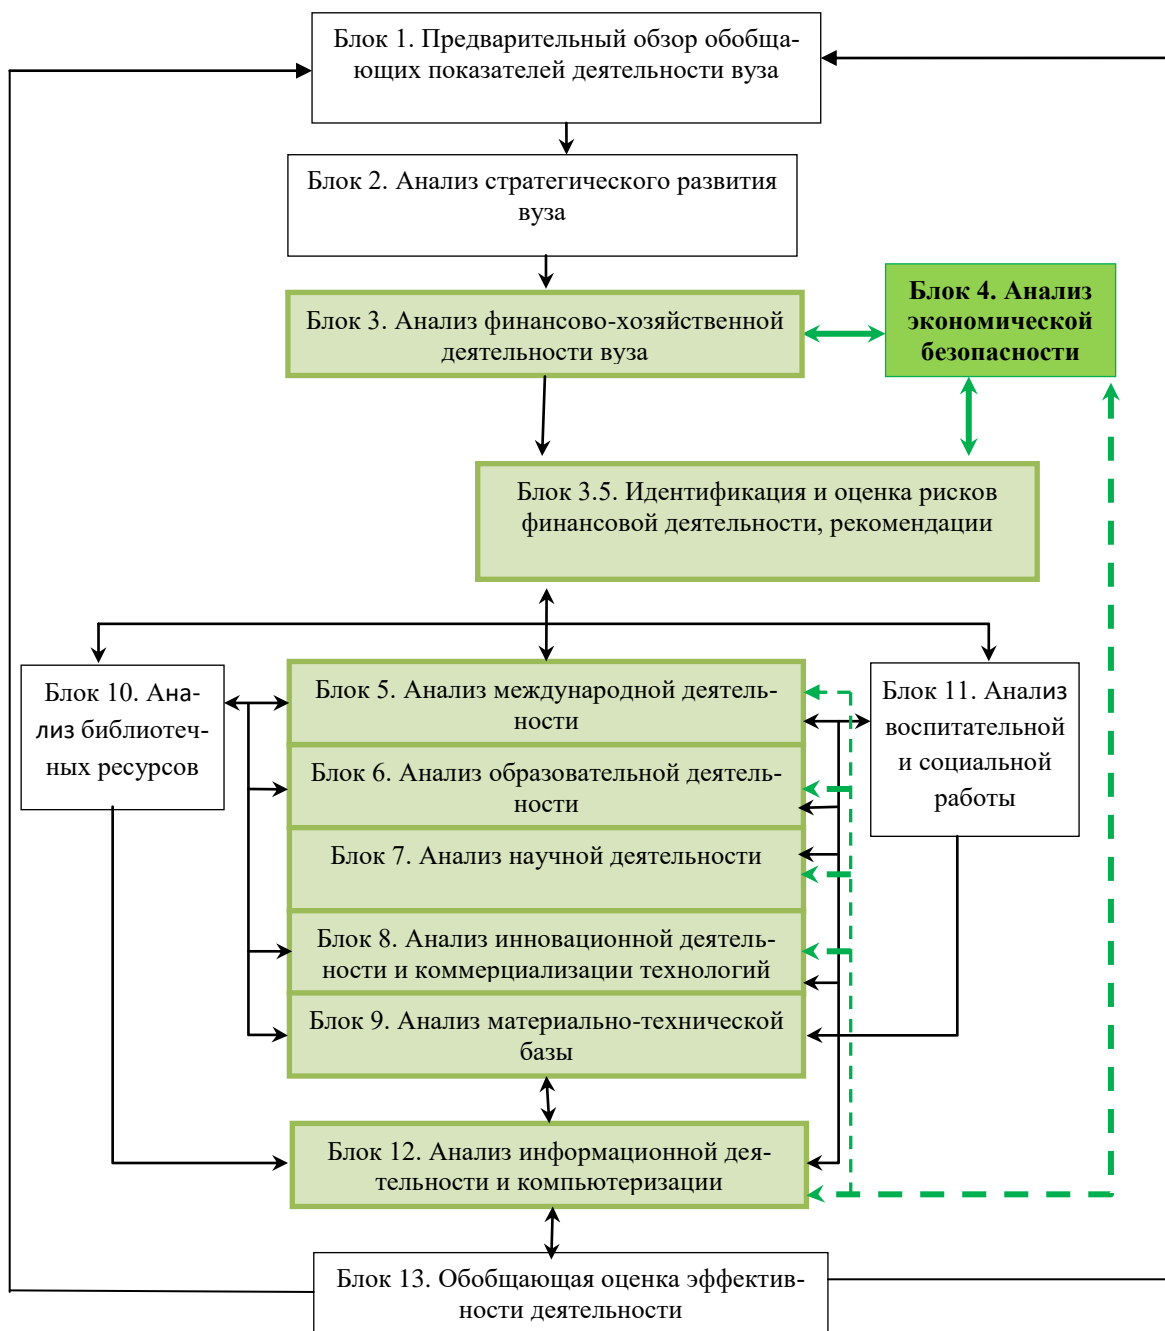 Блок 1. Предварительный обзор обобща-
ющих показателей деятельности вуза
Блок 2. Анализ стратегического развития
вуза
Блок 3. Анализ финансово-хозяйственной
деятельности вуза
Блок 4. Анализ
экономической
безопасности
Блок 3.5. Идентификация и оценка рисков
финансовой деятельности, рекомендации
Блок 10. Ана-
лиз библиотеч-
ных ресурсов
Блок 5. Анализ международной деятель-
ности
Блок 6. Анализ образовательной деятель-
ности
Блок 7. Анализ научной деятельности
Блок 8. Анализ инновационной деятель-
ности и коммерциализации технологий
Блок 9. Анализ материально-технической
базы
Блок 11. Анализ
воспитательной
и социальной
работы
Блок 12. Анализ информационной дея-
тельности и компьютеризации
Блок 13. Обобщающая оценка эффектив-
ности деятельности